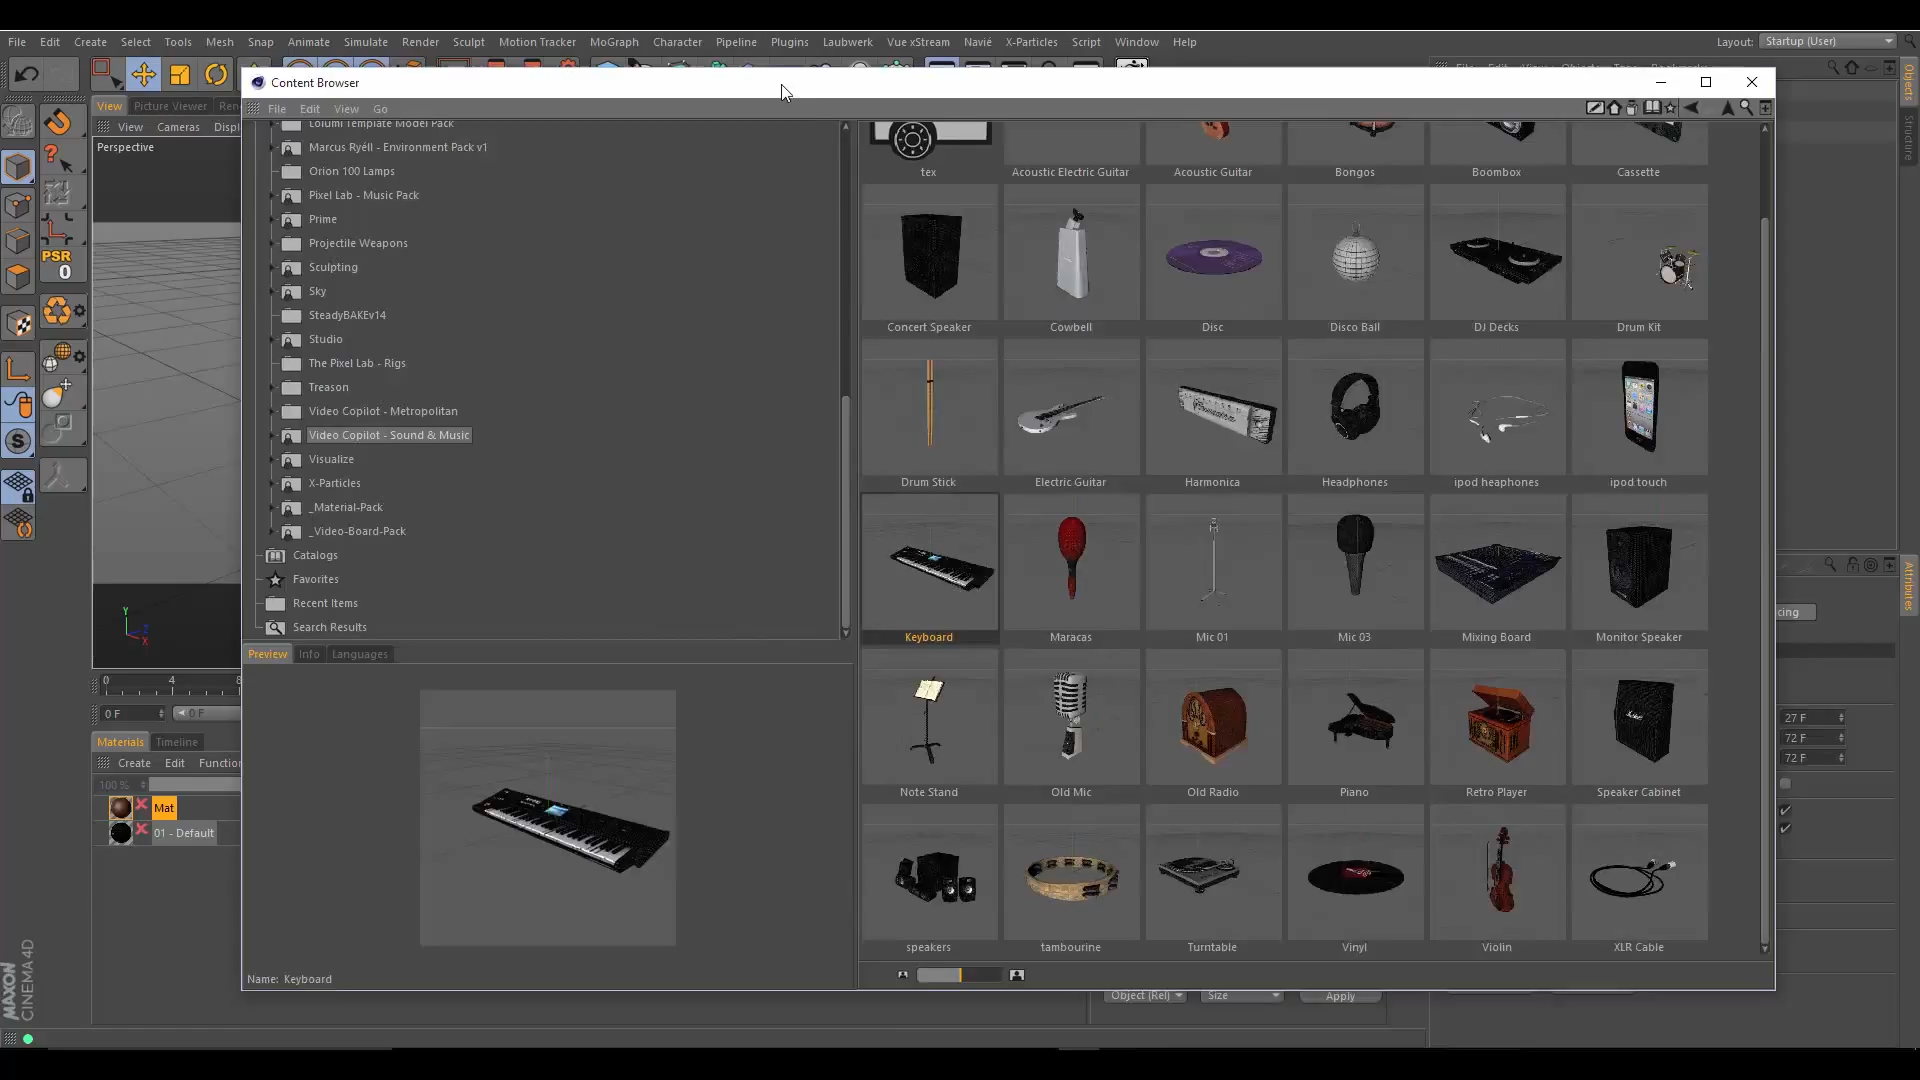 File Edit Create Select Tools Mesh Snap Animate Simulate Render Sculpt Motion Tracker MoGraph Character Pipeline Plugins Laubwerk Vue xStream Navié X-Particles Script Window Help
Layout: Startup (User)
Content Browser
File Edit View Go
View Picture Viewer
View Cameras
Perspective
PSR
0
Marcus Ryéll - Environment Pack v1
Orion 100 Lamps
Pixel Lab - Music Pack
Prime
Projectile Weapons
Sculpting
Sky
SteadyBAKEv14
Studio
The Pixel Lab - Rigs
Treason
Video Copilot - Metropolitan
Video Copilot - Sound & Music
Visualize
X-Particles
_Material-Pack
_Video-Board-Pack
Catalogs
Favorites
Recent Items
Search Results
Preview Info Languages
Name: Keyboard
tex Acoustic Electric Guitar Acoustic Guitar Bongos Boombox Cassette
Concert Speaker Cowbell Disc Disco Ball DJ Decks Drum Kit
Drum Stick Electric Guitar Harmonica Headphones ipod heaphones ipod touch
Keyboard Maracas Mic 01 Mic 03 Mixing Board Monitor Speaker
Note Stand Old Mic Old Radio Piano Retro Player Speaker Cabinet
speakers tambourine Turntable Vinyl Violin XLR Cable
0 4 8
0 F 0 F
Materials Timeline
Create Edit
100 %
Mat
01 - Default
Objects
Structure
Attributes
27 F
72 F
72 F
Object (Rel) Size Apply
MAXON
CINEMA 4D
Y
Z
X